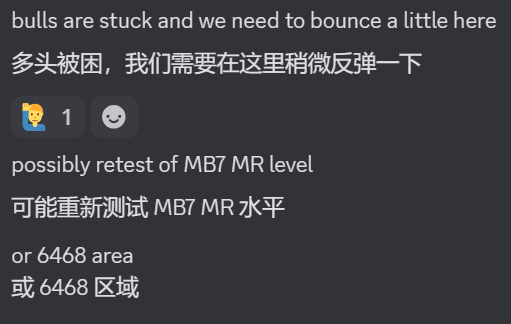 bulls are stuck and we need to bounce a little here
多头被困，我们需要在这里稍微反弹一下
1
possibly retest of MB7 MR level
可能重新测试 MB7 MR 水平
or 6468 area
或 6468 区域